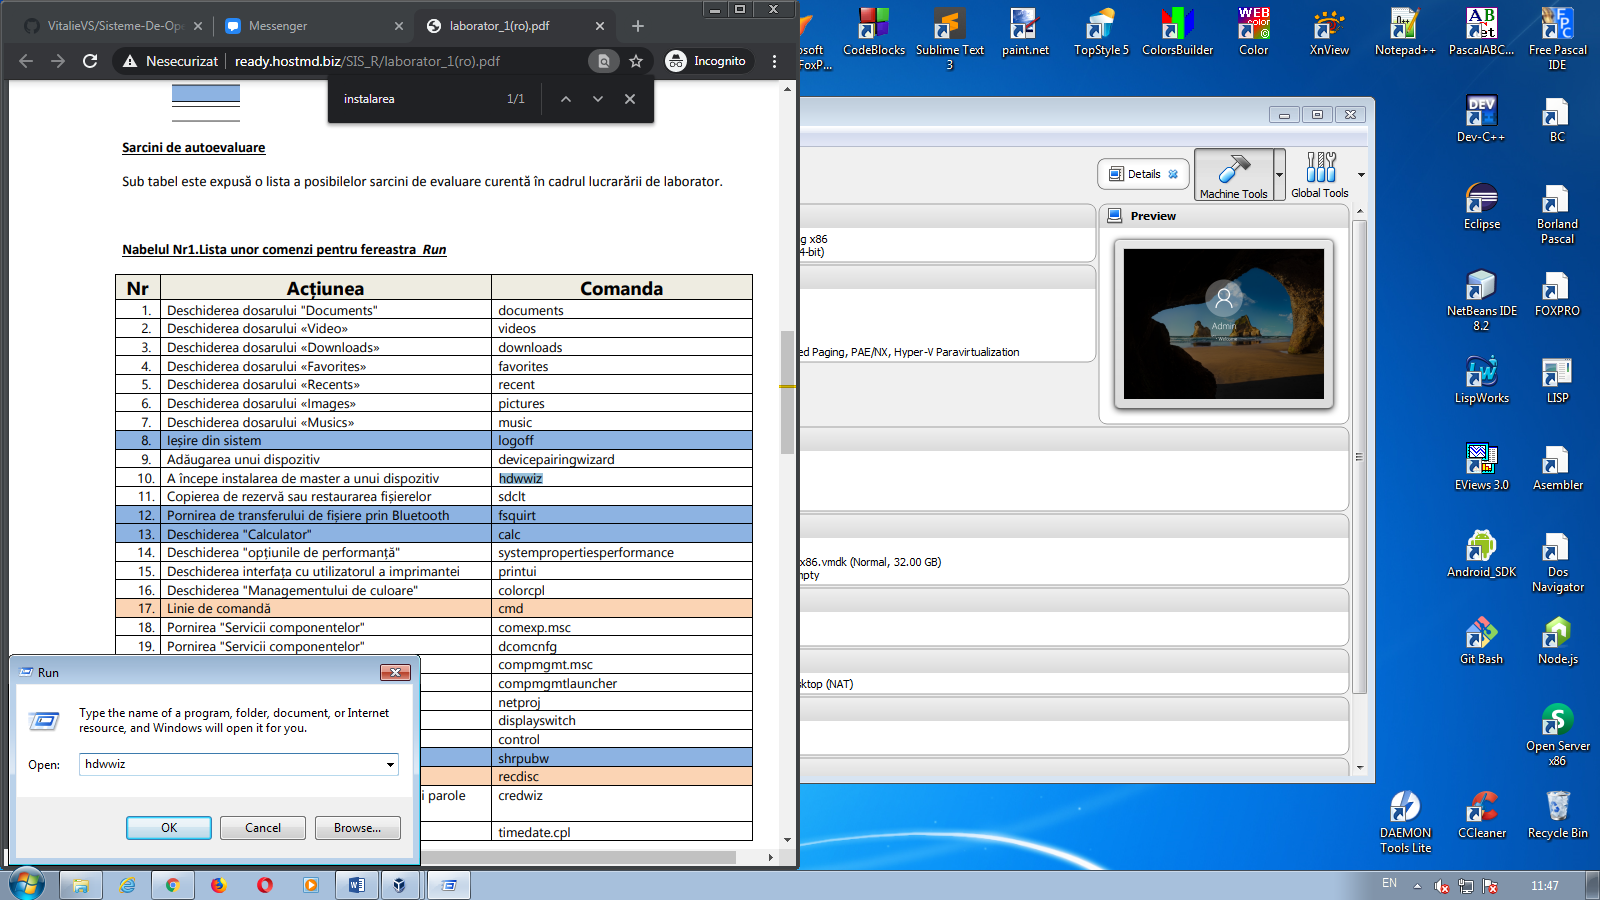 VitalieVS/Sisteme-De-Ope
Messenger
laborator_1(ro).pdf
Nesecurizat
ready.hostmd.biz/SIS_R/laborator_1(ro).pdf
Incognito
instalarea
1/1
Sarcini de autoevaluare
Sub tabel este expusă o lista a posibilelor sarcini de evaluare curentă în cadrul lucrarării de laborator.
Nabelul Nr1.Lista unor comenzi pentru fereastra Run
Nr Acțiunea Comanda
1. Deschiderea dosarului "Documents" documents
2. Deschiderea dosarului «Video» videos
3. Deschiderea dosarului «Downloads» downloads
4. Deschiderea dosarului «Favorites» favorites
5. Deschiderea dosarului «Recents» recent
6. Deschiderea dosarului «Images» pictures
7. Deschiderea dosarului «Musics» music
8. Ieșire din sistem logoff
9. Adăugarea unui dispozitiv devicepairingwizard
10. A începe instalarea de master a unui dispozitiv hdwwiz
11. Copierea de rezervă sau restaurarea fișierelor sdclt
12. Pornirea de transferului de fișiere prin Bluetooth fsquirt
13. Deschiderea "Calculator" calc
14. Deschiderea "opțiunile de performanță" systempropertiesperformance
15. Deschiderea interfața cu utilizatorul a imprimantei printui
16. Deschiderea "Managementului de culoare" colorcpl
17. Linie de comandă cmd
18. Pornirea "Servicii componentelor" comexp.msc
19. Pornirea "Servicii componentelor" dcomcnfg
compmgmt.msc
compmgmtlauncher
netproj
displayswitch
control
shrpubw
recdisc
i parole credwiz
timedate.cpl
Run
Type the name of a program, folder, document, or Internet
resource, and Windows will open it for you.
Open: hdwwiz
OK Cancel Browse...
Details
Machine Tools
Global Tools
Preview
g x86
4-bit)
ed Paging, PAE/NX, Hyper-V Paravirtualization
Admin
Welcome
x86.vmdk (Normal, 32.00 GB)
mpty
sktop (NAT)
osoft
FoxP...
CodeBlocks
Sublime Text
3
paint.net
TopStyle 5
ColorsBuilder
WEB
color
Color
XnView
Notepad++
PascalABC...
Free Pascal
IDE
DEV
Dev-C++
BC
Eclipse
Borland
Pascal
NetBeans IDE
8.2
FOXPRO
LispWorks
LISP
EViews 3.0
Asembler
Android_SDK
Dos
Navigator
Git Bash
Node.js
Open Server
x86
DAEMON
Tools Lite
CCleaner
Recycle Bin
EN
11:47